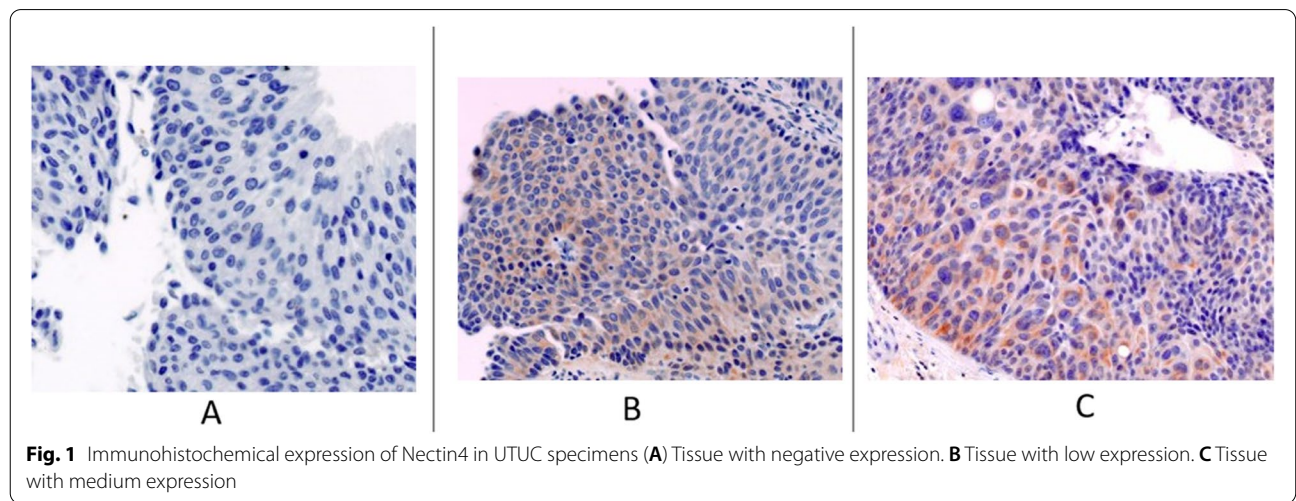 A
B
C
Fig. 1 Immunohistochemical expression of Nectin4 in UTUC specimens (A) Tissue with negative expression. B Tissue with low expression. C Tissue
with medium expression